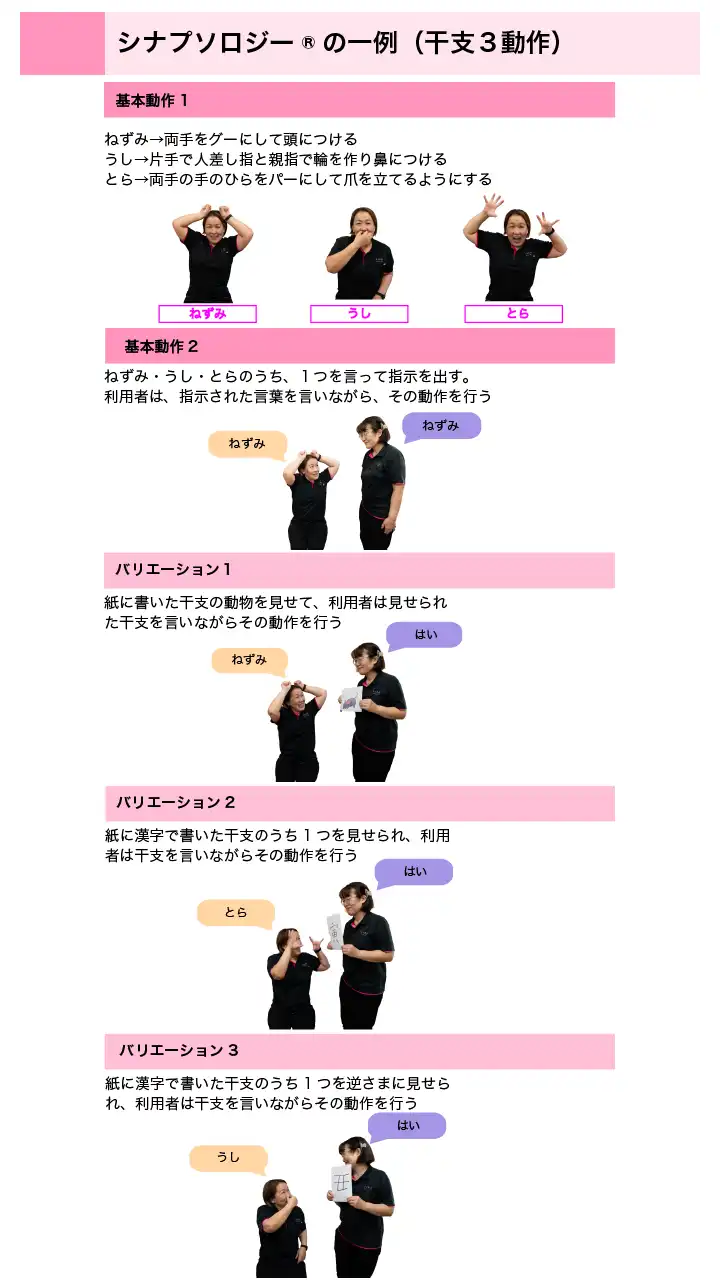 シナプソロジー®の一例（干支３動作）
基本動作1
ねずみ→両手をグーにして頭につける
うし→片手で人差し指と親指で輪を作り鼻につける
とら→両手の手のひらをパーにして爪を立てるようにする
ねずみ
うし
とら
基本動作2
ねずみ・うし・とらのうち、１つを言って指示を出す。
利用者は、指示された言葉を言いながら、その動作を行う
ねずみ
ねずみ
バリエーション1
紙に書いた干支の動物を見せて、利用者は見せられ
た干支を言いながらその動作を行う
はい
ねずみ
バリエーション2
紙に漢字で書いた干支のうち１つを見せられ、利用
者は干支を言いながらその動作を行う
はい
とら
バリエーション3
紙に漢字で書いた干支のうち１つを逆さまに見せら
れ、利用者は干支を言いながらその動作を行う
はい
うし